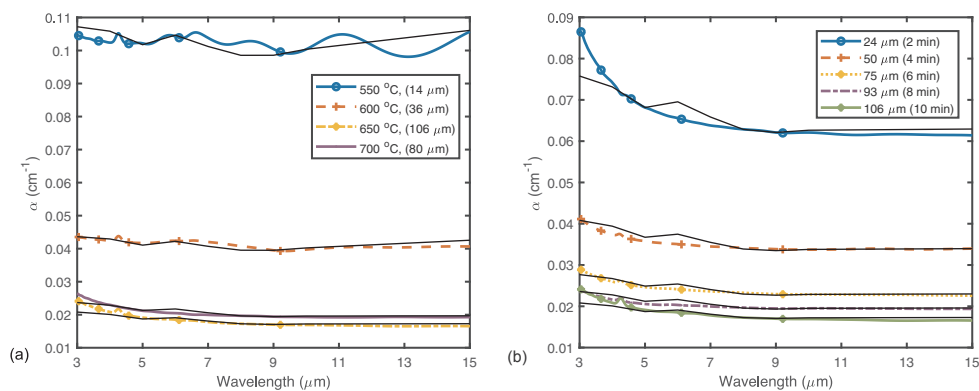 0.11
0.1
0.09
0.08
0.07
0.06
0.05
0.04
0.03
0.02
0.01
α (cm⁻¹)
550 °C, (14 μm)
600 °C, (36 μm)
650 °C, (106 μm)
700 °C, (80 μm)
3 5 7 9 11 13 15
Wavelength (μm)
(a)
0.09
0.08
0.07
0.06
0.05
0.04
0.03
0.02
0.01
α (cm⁻¹)
24 μm (2 min)
50 μm (4 min)
75 μm (6 min)
93 μm (8 min)
106 μm (10 min)
3 5 7 9 11 13 15
Wavelength (μm)
(b)